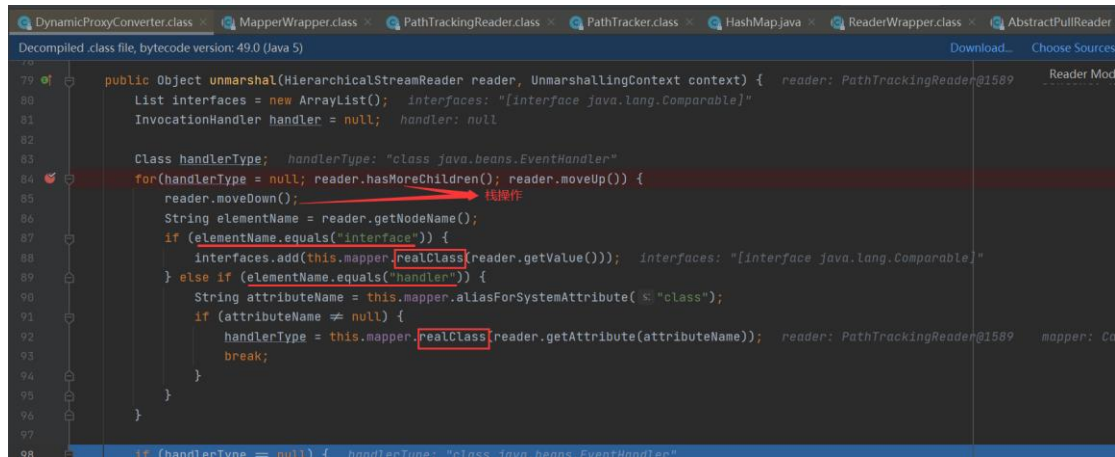 DynamicProxyConverter.class × MapperWrapper.class × PathTrackingReader.class × PathTracker.class × HashMap.java × ReaderWrapper.class × AbstractPullReader
Decompiled .class file, bytecode version: 49.0 (Java 5) Download... Choose Sources
Reader Mod
79 public Object unmarshal(HierarchicalStreamReader reader, UnmarshallingContext context) { reader: PathTrackingReader@1589
80 List interfaces = new ArrayList(); interfaces: "[interface java.lang.Comparable]"
81 InvocationHandler handler = null; handler: null
82
83 Class handlerType; handlerType: "class java.beans.EventHandler"
84 for(handlerType = null; reader.hasMoreChildren(); reader.moveUp()) {
85 reader.moveDown(); 栈操作
86 String elementName = reader.getNodeName();
87 if (elementName.equals("interface")) {
88 interfaces.add(this.mapper.realClass(reader.getValue())); interfaces: "[interface java.lang.Comparable]"
89 } else if (elementName.equals("handler")) {
90 String attributeName = this.mapper.aliasForSystemAttribute( s: "class");
91 if (attributeName ≠ null) {
92 handlerType = this.mapper.realClass(reader.getAttribute(attributeName)); reader: PathTrackingReader@1589 mapper: Ca
93 break;
94 }
95 }
96 }
97
98 if (handlerType == null) { handlerType: "class java.beans.EventHandler"